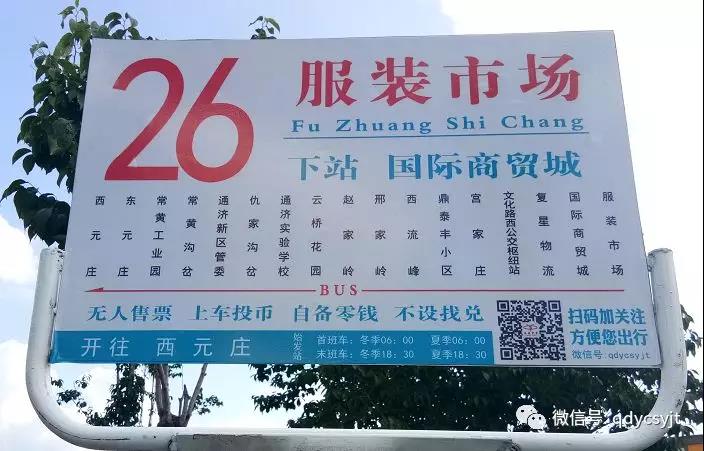 26
服装市场
Fu Zhuang Shi Chang
下站 国际商贸城
西元庄
东元庄
常黄工业园
常黄沟岔
通济新区管委
仇家沟岔
通济实验学校
云桥花园
赵家岭
邢家岭
西流峰
鼎泰丰小区
宫家庄
文化路西公交枢纽站
复星物流
国际商贸城
服装市场
BUS
无人售票 上车投币 自备零钱 不设找兑
开往 西元庄
始发站
首班车：冬季06：00 夏季06：00
末班车：冬季18：30 夏季18：30
扫码加关注
方便您出行
微信号：qdycsyjt
微信号: qdycsyjt